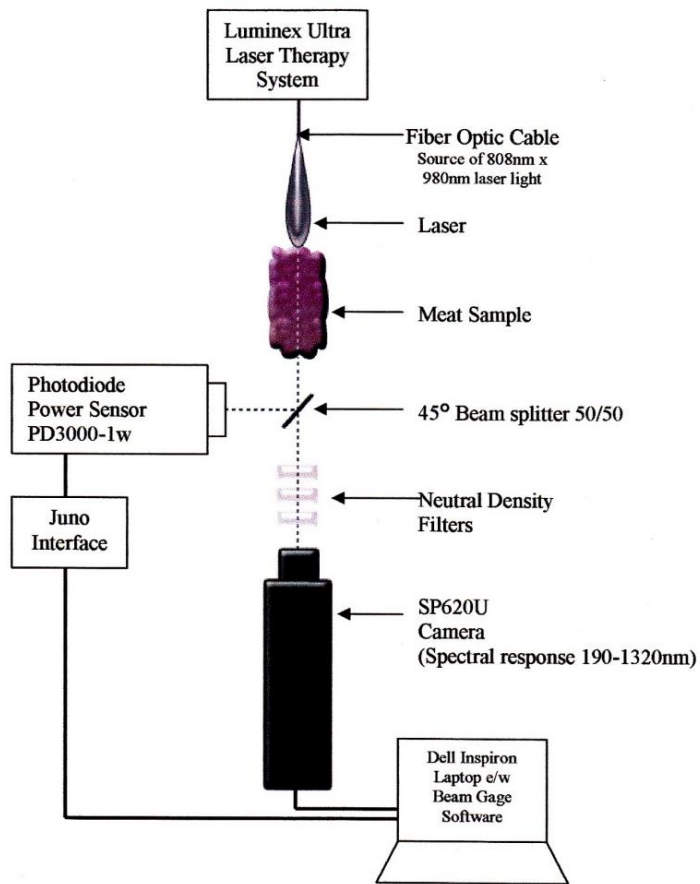 Luminex Ultra
Laser Therapy
System
Fiber Optic Cable
Source of 808nm x
980nm laser light
Laser
Meat Sample
Photodiode
Power Sensor
PD3000-1w
45° Beam splitter 50/50
Juno
Interface
Neutral Density
Filters
SP620U
Camera
(Spectral response 190-1320nm)
Dell Inspiron
Laptop e/w
Beam Gage
Software